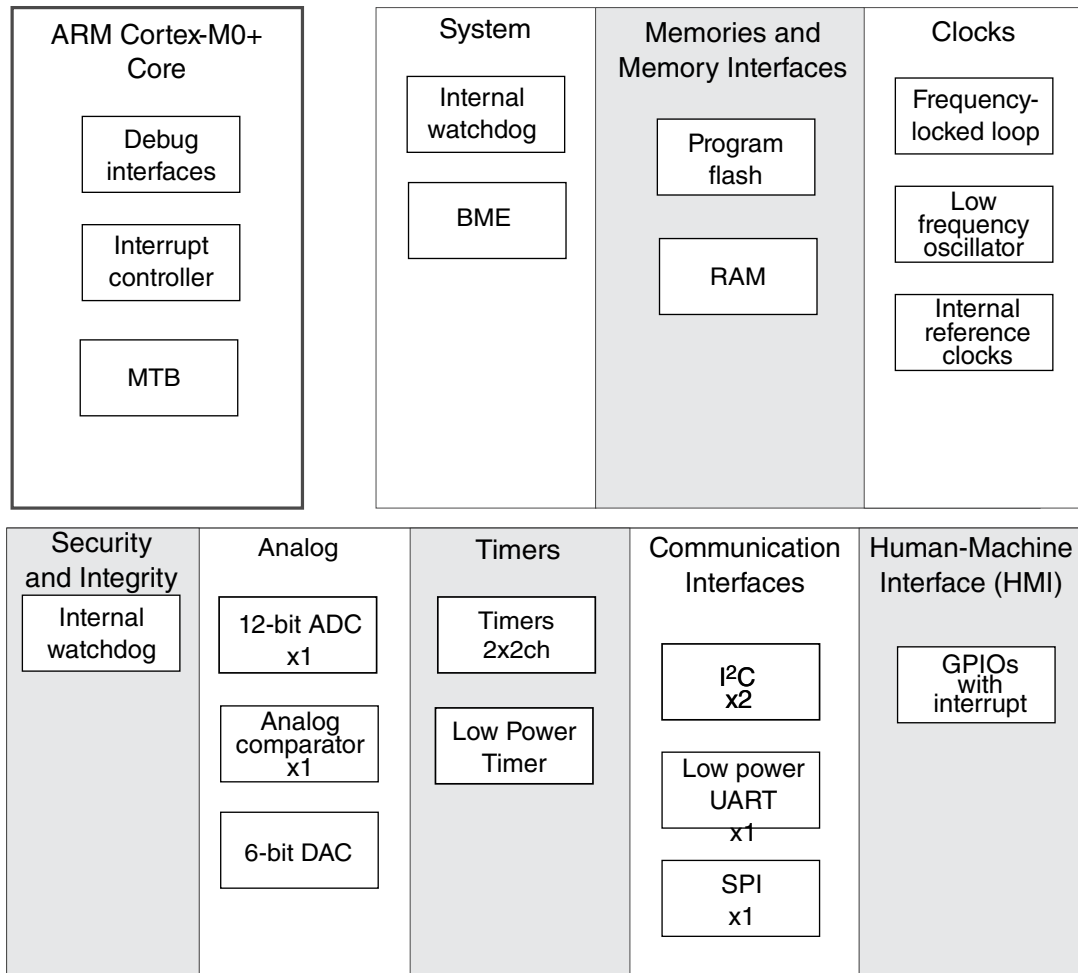 ARM Cortex-M0+
Core
Debug
interfaces
Interrupt
controller
MTB
System
Internal
watchdog
BME
Memories and
Memory Interfaces
Program
flash
RAM
Clocks
Frequency-
locked loop
Low
frequency
oscillator
Internal
reference
clocks
Security
and Integrity
Internal
watchdog
Analog
12-bit ADC
x1
Analog
comparator
x1
6-bit DAC
Timers
Timers
2x2ch
Low Power
Timer
Communication
Interfaces
I²C
x2
Low power
UART
x1
SPI
x1
Human-Machine
Interface (HMI)
GPIOs
with
interrupt